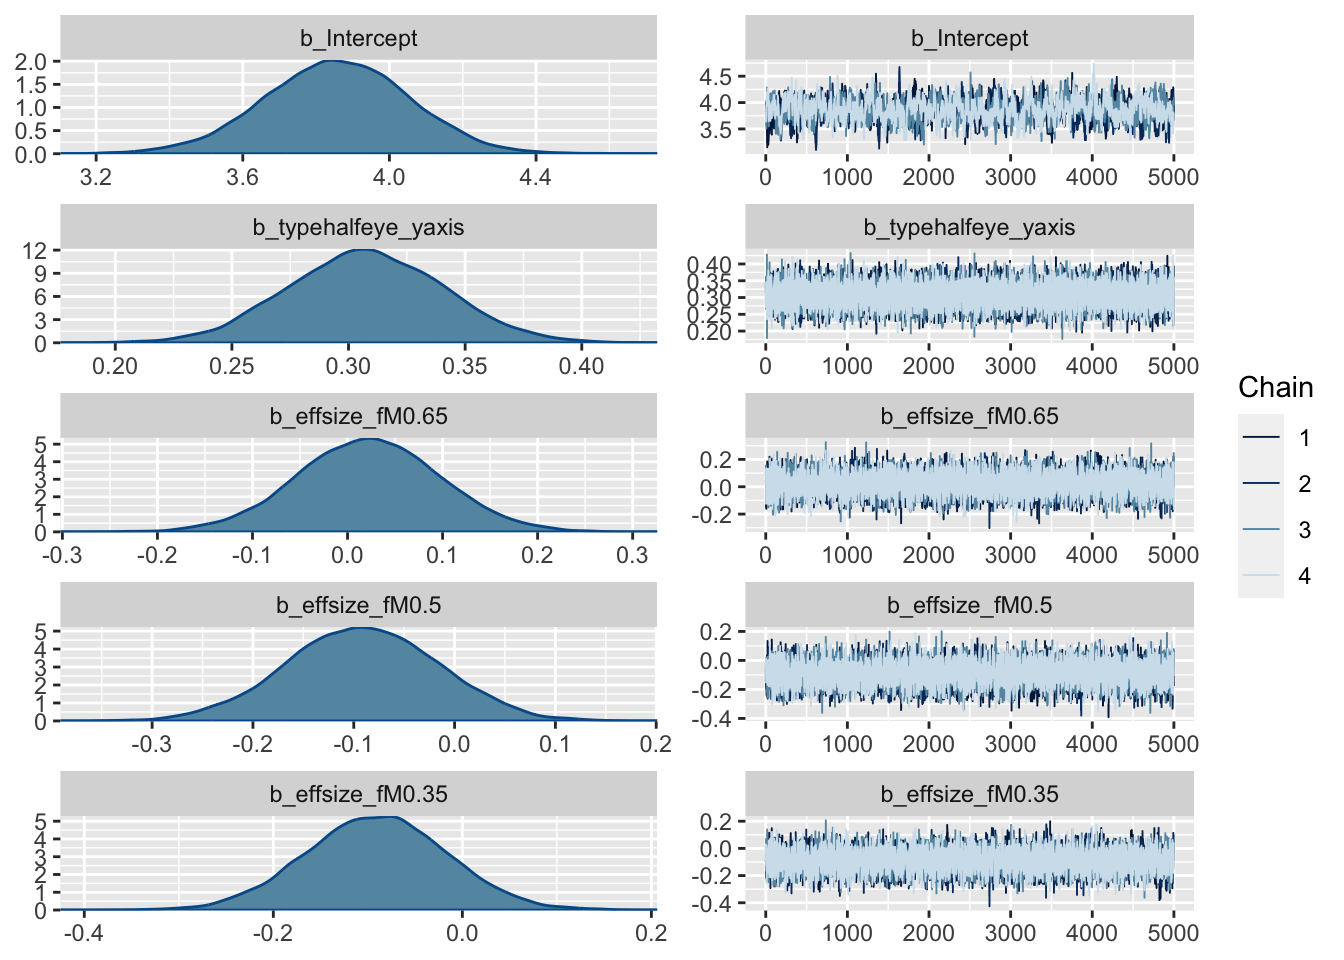 b_Intercept
2.0
1.5
1.0
0.5
0.0
3.2 3.6 4.0 4.4
b_Intercept
4.5
4.0
3.5
0 1000 2000 3000 4000 5000
b_typehalfeye_yaxis
12
9
6
3
0
0.20 0.25 0.30 0.35 0.40
b_typehalfeye_yaxis
0.40
0.35
0.30
0.25
0.20
0 1000 2000 3000 4000 5000
b_effsize_fM0.65
5
4
3
2
1
0
-0.3 -0.2 -0.1 0.0 0.1 0.2 0.3
b_effsize_fM0.65
0.2
0.0
-0.2
0 1000 2000 3000 4000 5000
b_effsize_fM0.5
5
4
3
2
1
0
-0.3 -0.2 -0.1 0.0 0.1 0.2
b_effsize_fM0.5
0.2
0.0
-0.2
-0.4
0 1000 2000 3000 4000 5000
b_effsize_fM0.35
5
4
3
2
1
0
-0.4 -0.2 0.0 0.2
b_effsize_fM0.35
0.2
0.0
-0.2
-0.4
0 1000 2000 3000 4000 5000
Chain
1
2
3
4